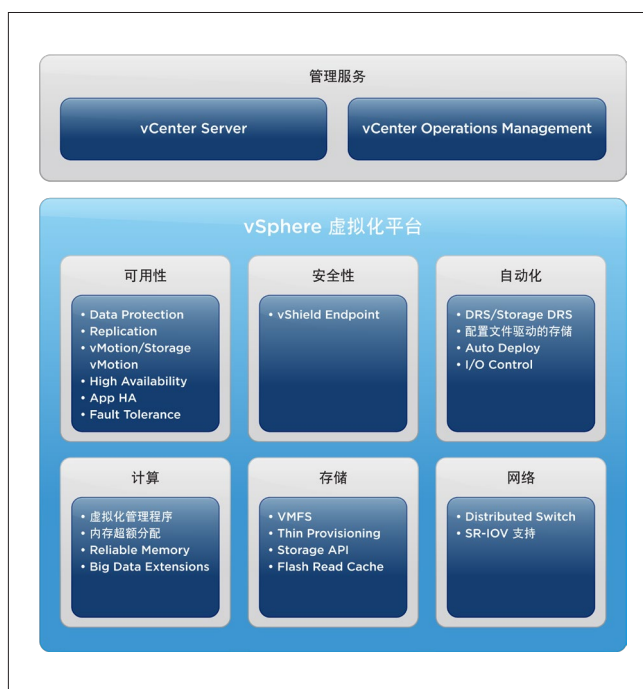 管理服务
vCenter Server
vCenter Operations Management
vSphere 虚拟化平台
可用性
• Data Protection
• Replication
• vMotion/Storage
vMotion
• High Availability
• App HA
• Fault Tolerance
安全性
• vShield Endpoint
自动化
• DRS/Storage DRS
• 配置文件驱动的存储
• Auto Deploy
• I/O Control
计算
• 虚拟化管理程序
• 内存超额分配
• Reliable Memory
• Big Data Extensions
存储
• VMFS
• Thin Provisioning
• Storage API
• Flash Read Cache
网络
• Distributed Switch
• SR-IOV 支持